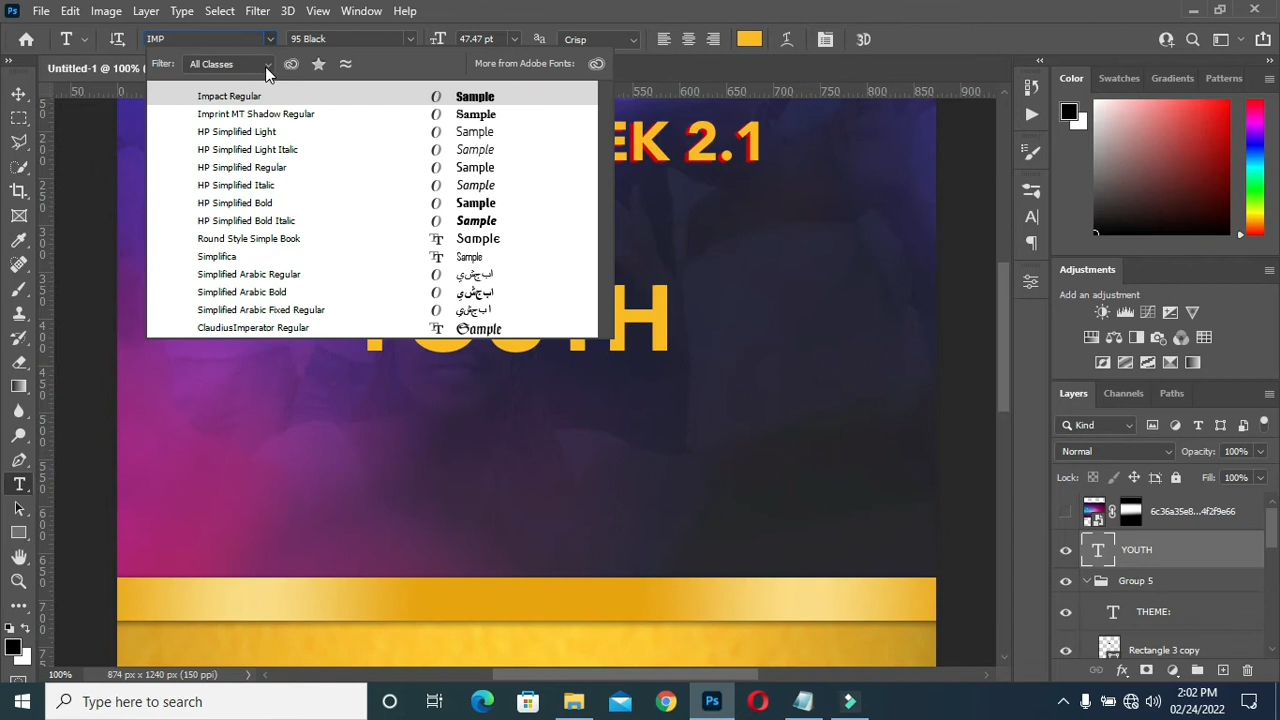 Ps File Edit Image Layer Type Select Filter 3D View Window Help
T IMP 95 Black 47.47 pt Crisp 3D
Filter: All Classes More from Adobe Fonts:
Untitled-1 @ 100% (
Impact Regular Sample
Imprint MT Shadow Regular Sample
HP Simplified Light Sample
HP Simplified Light Italic Sample
HP Simplified Regular Sample
HP Simplified Italic Sample
HP Simplified Bold Sample
HP Simplified Bold Italic Sample
Round Style Simple Book Sample
Simplifica Sample
Simplified Arabic Regular
Simplified Arabic Bold
Simplified Arabic Fixed Regular
ClaudiusImperator Regular Sample
50 0 650 700 750 800 850 900
EK 2.1
YOUTH
Color Swatches Gradients Patterns
Adjustments
Add an adjustment
Layers Channels Paths
Kind
Normal Opacity: 100%
Lock: Fill: 100%
6c36a35e8...4f2f9e66
YOUTH
Group 5
THEME:
Rectangle 3 copy
100% 874 px x 1240 px (150 ppi)
Type here to search
2:02 PM
02/24/2022